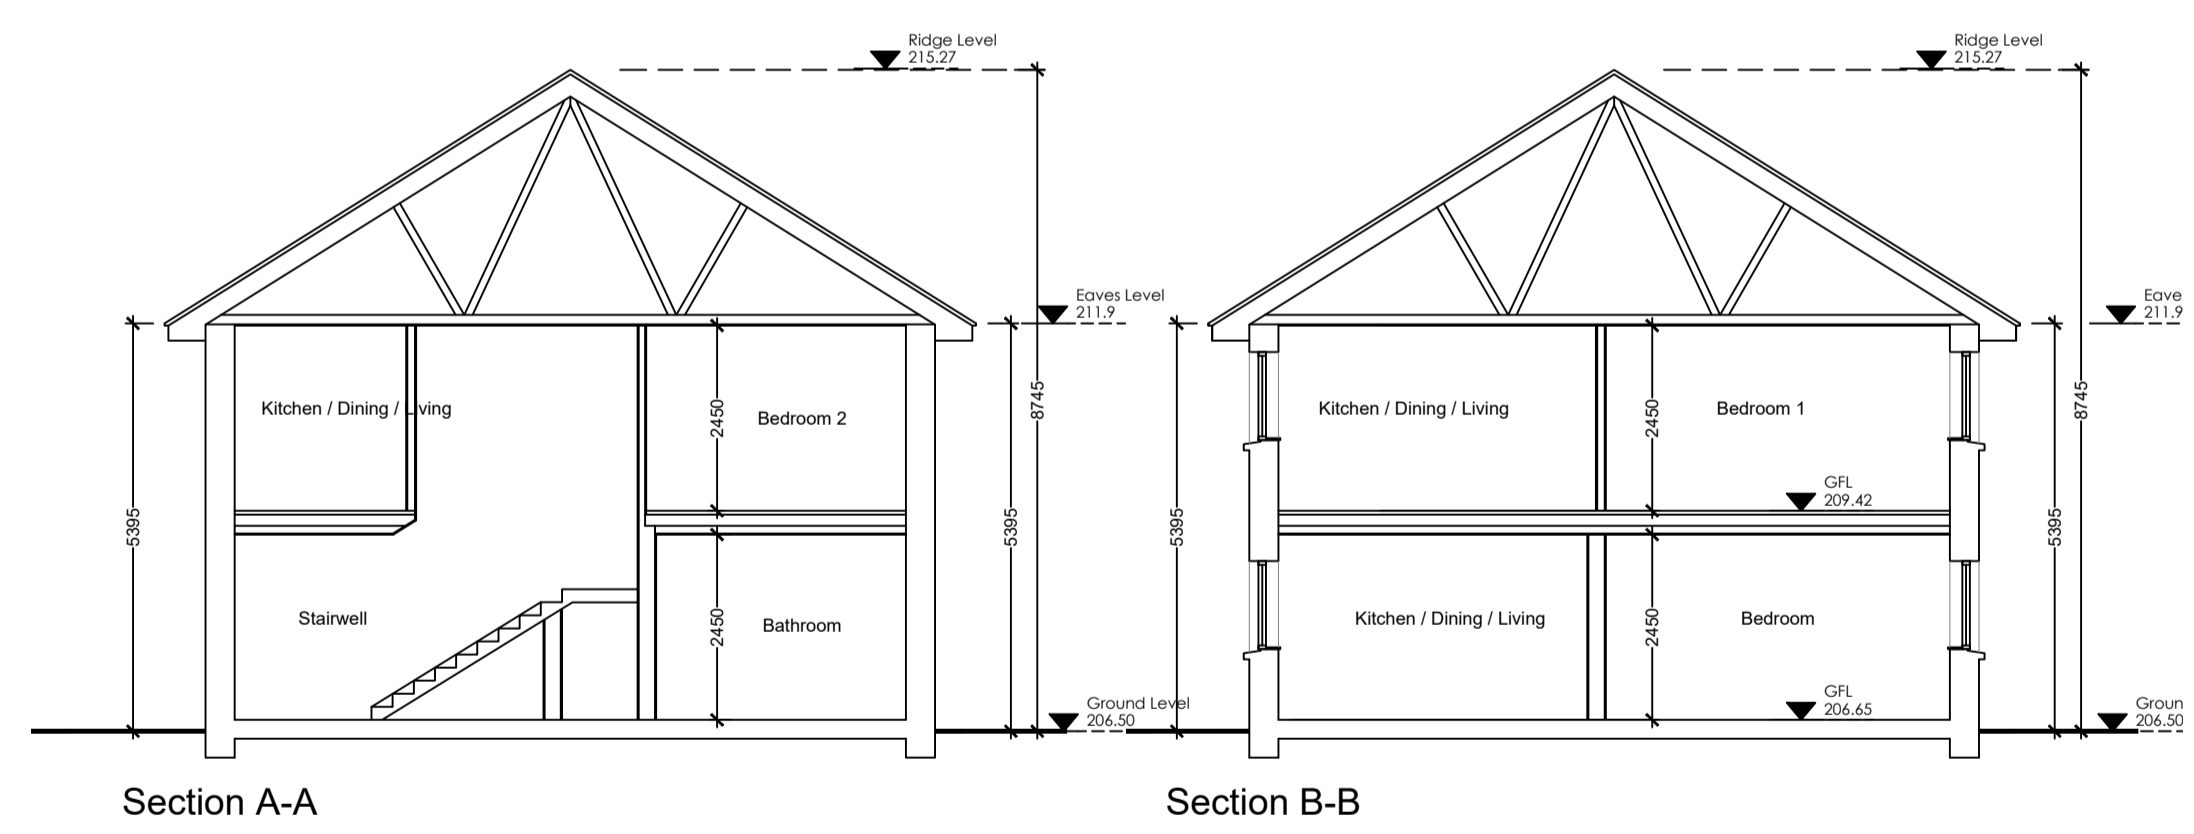 Ridge Level
215.27
Eaves Level
211.9
5395
Kitchen / Dining / Living
2450
Bedroom 2
5395
8745
Stairwell
2450
Bathroom
Ground Level
206.50
Section A-A
Ridge Level
215.27
Eave
211.9
5395
Kitchen / Dining / Living
2450
Bedroom 1
GFL
209.42
5395
8745
Kitchen / Dining / Living
2450
Bedroom
GFL
206.65
Groun
206.50
Section B-B